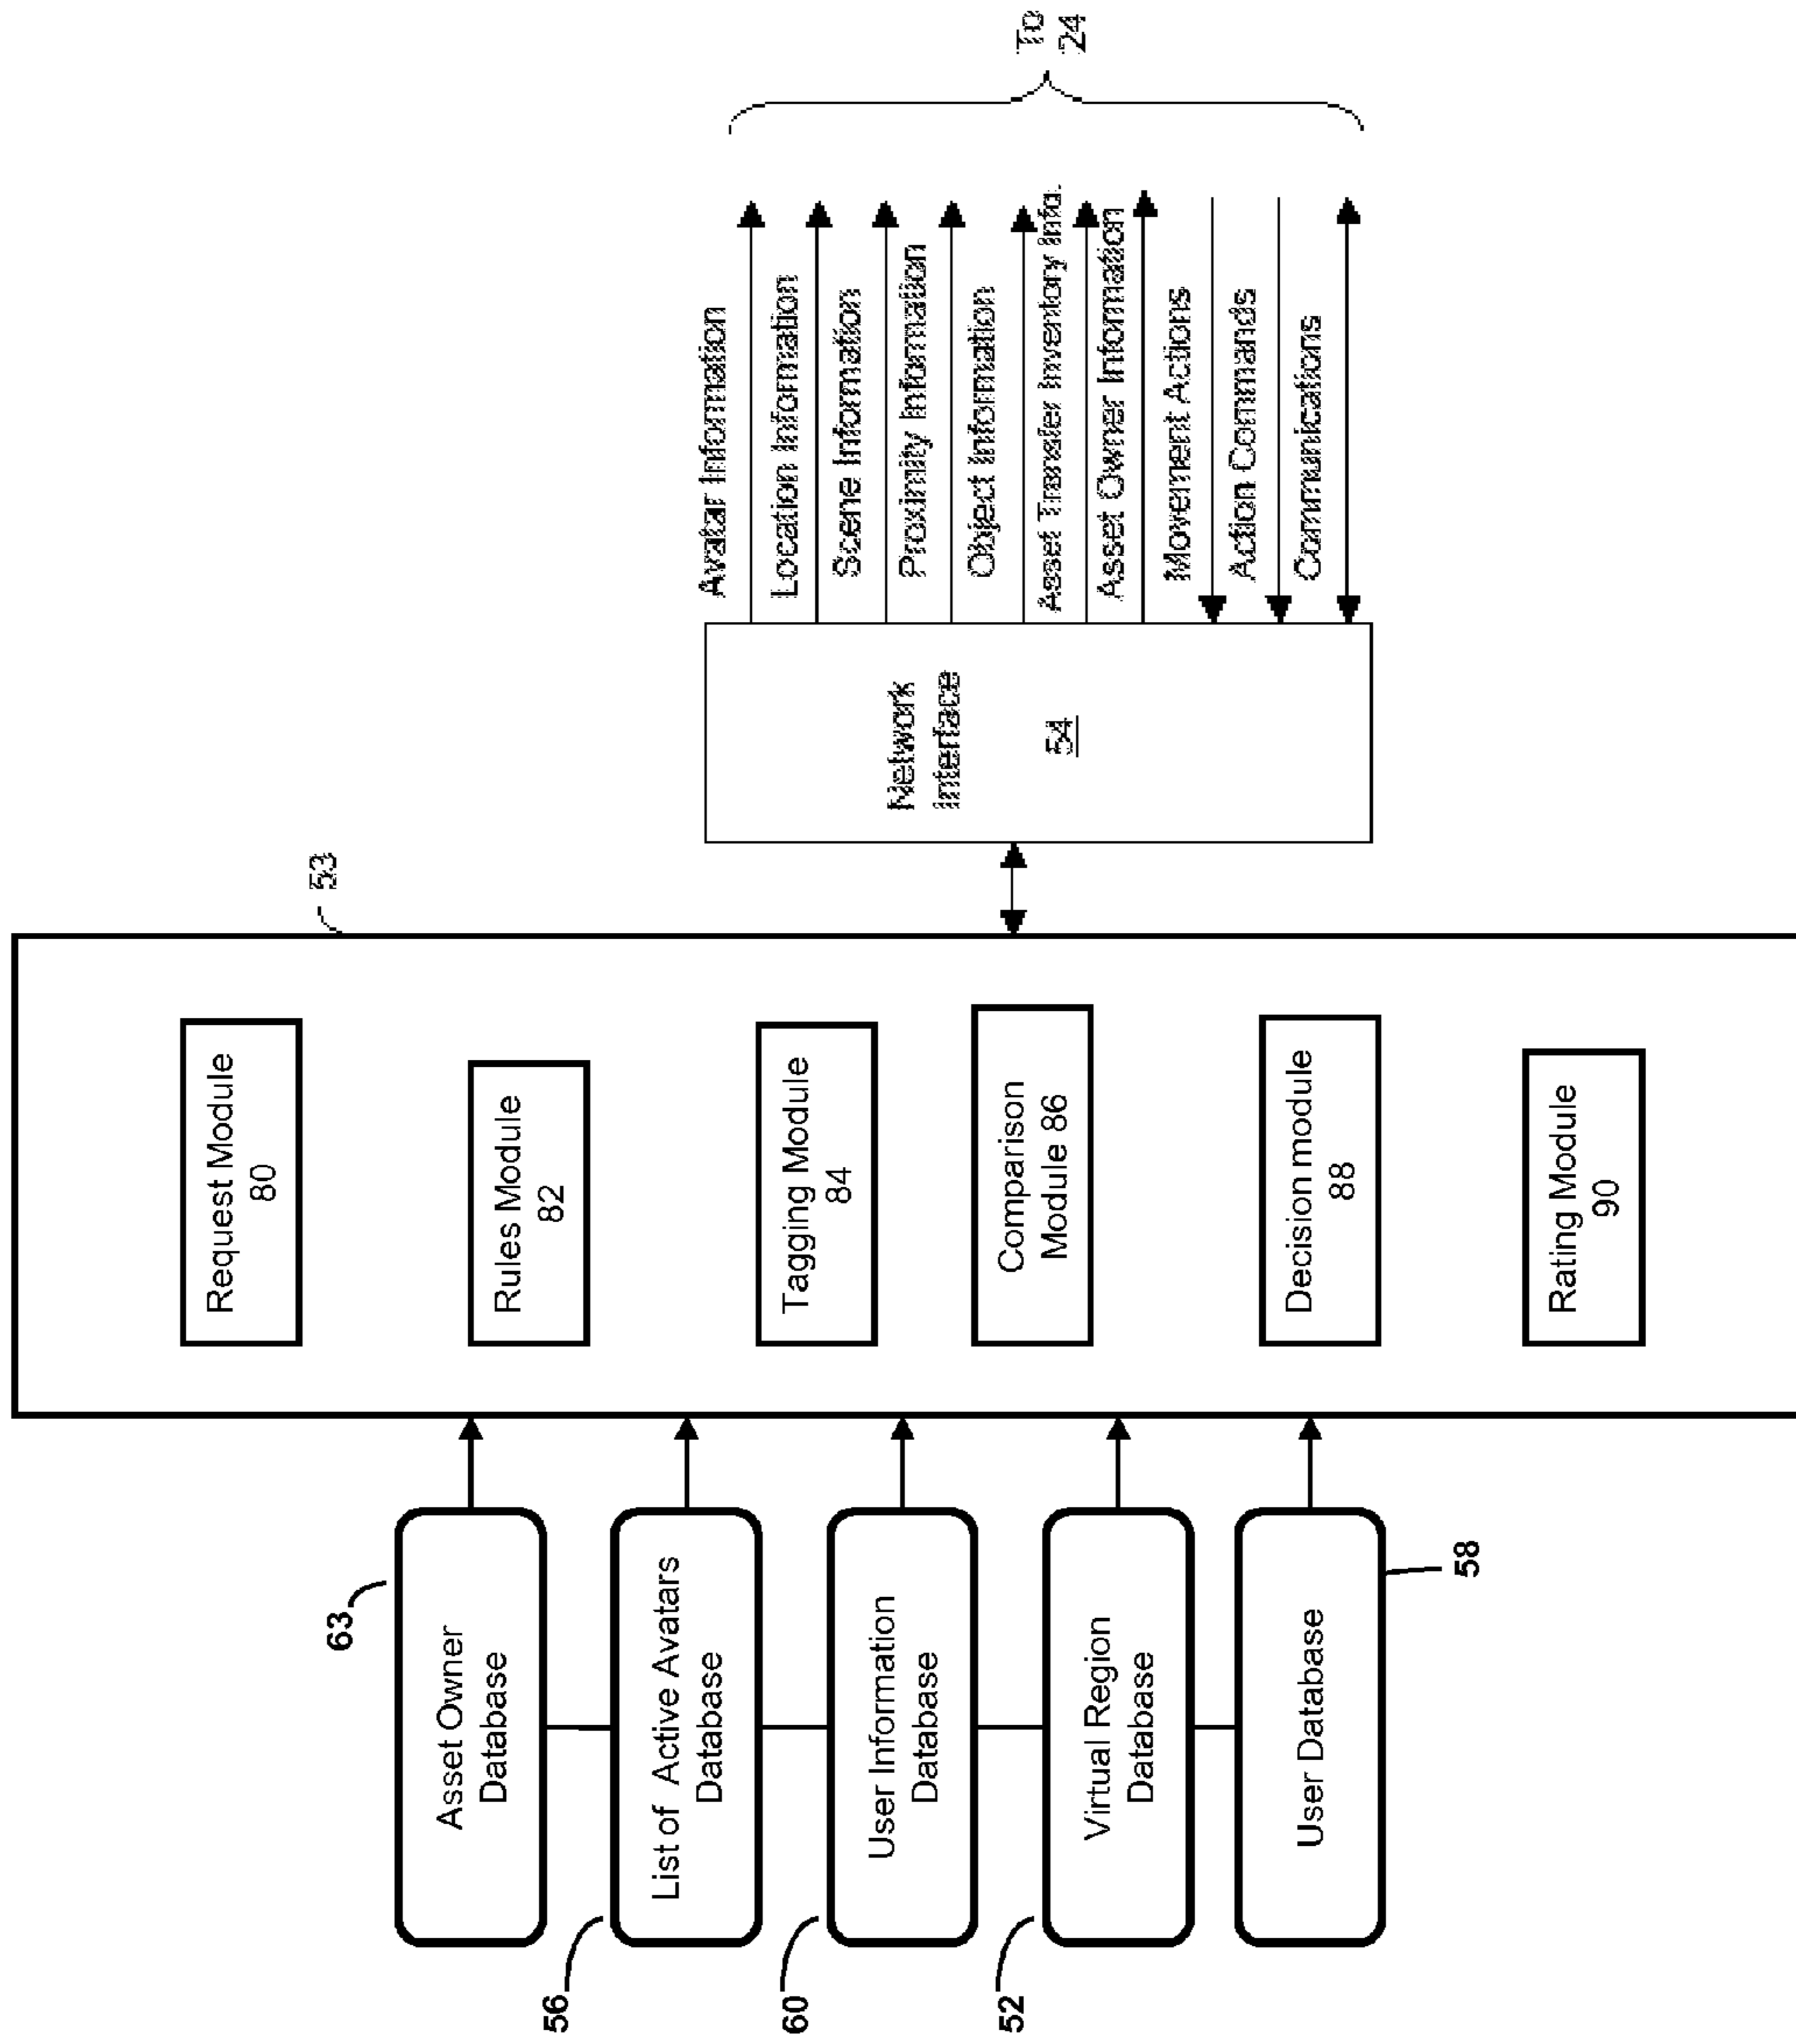 63
Asset Owner
Database
56
List of Active Avatars
Database
60
User Information
Database
52
Virtual Region
Database
User Database
58
53
Request Module
80
Rules Module
82
Tagging Module
84
Comparison
Module 86
Decision module
88
Rating Module
90
Network
Interface
54
Avatar Information
Location Information
Scene Information
Proximity Information
Object Information
Asset Transfer Inventory Info.
Asset Owner Information
Movement Actions
Action Commands
Communications
To
24